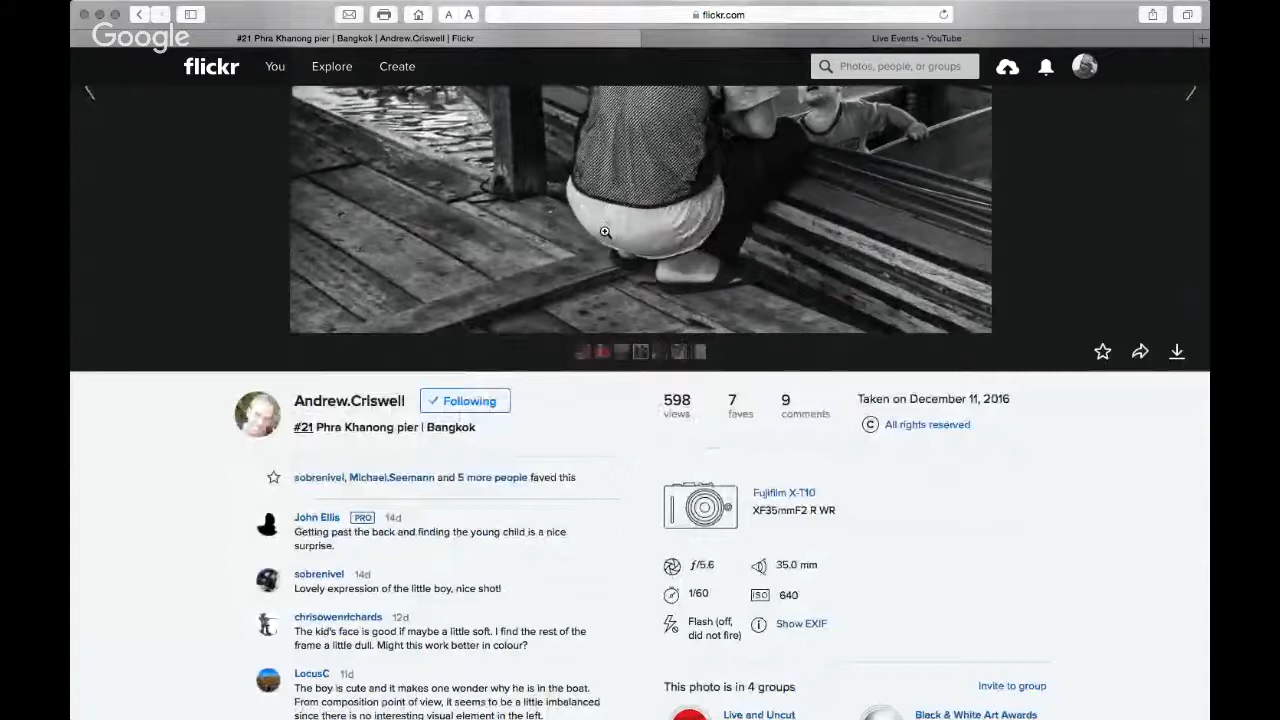 flickr.com
Google
#21 Phra Khanong pier | Bangkok | Andrew.Criswell | Flickr
Live Events - YouTube
flickr
You
Explore
Create
Photos, people, or groups
Andrew.Criswell
Following
#21 Phra Khanong pier | Bangkok
598
views
7
faves
9
comments
Taken on December 11, 2016
All rights reserved
sobrenivel, Michael.Seemann and 5 more people faved this
John Ellis PRO 14d
Getting past the back and finding the young child is a nice
surprise.
sobrenivel 14d
Lovely expression of the little boy, nice shot!
chrisowenrichards 12d
The kid's face is good if maybe a little soft. I find the rest of the
frame a little dull. Might this work better in colour?
LocusC 11d
The boy is cute and it makes one wonder why he is in the boat.
From composition point of view, it seems to be a little imbalanced
since there is no interesting visual element in the left.
Fujifilm X-T10
XF35mmF2 R WR
ƒ/5.6
35.0 mm
1/60
ISO 640
Flash (off,
did not fire)
Show EXIF
This photo is in 4 groups
Invite to group
Live and Uncut
Black & White Art Awards